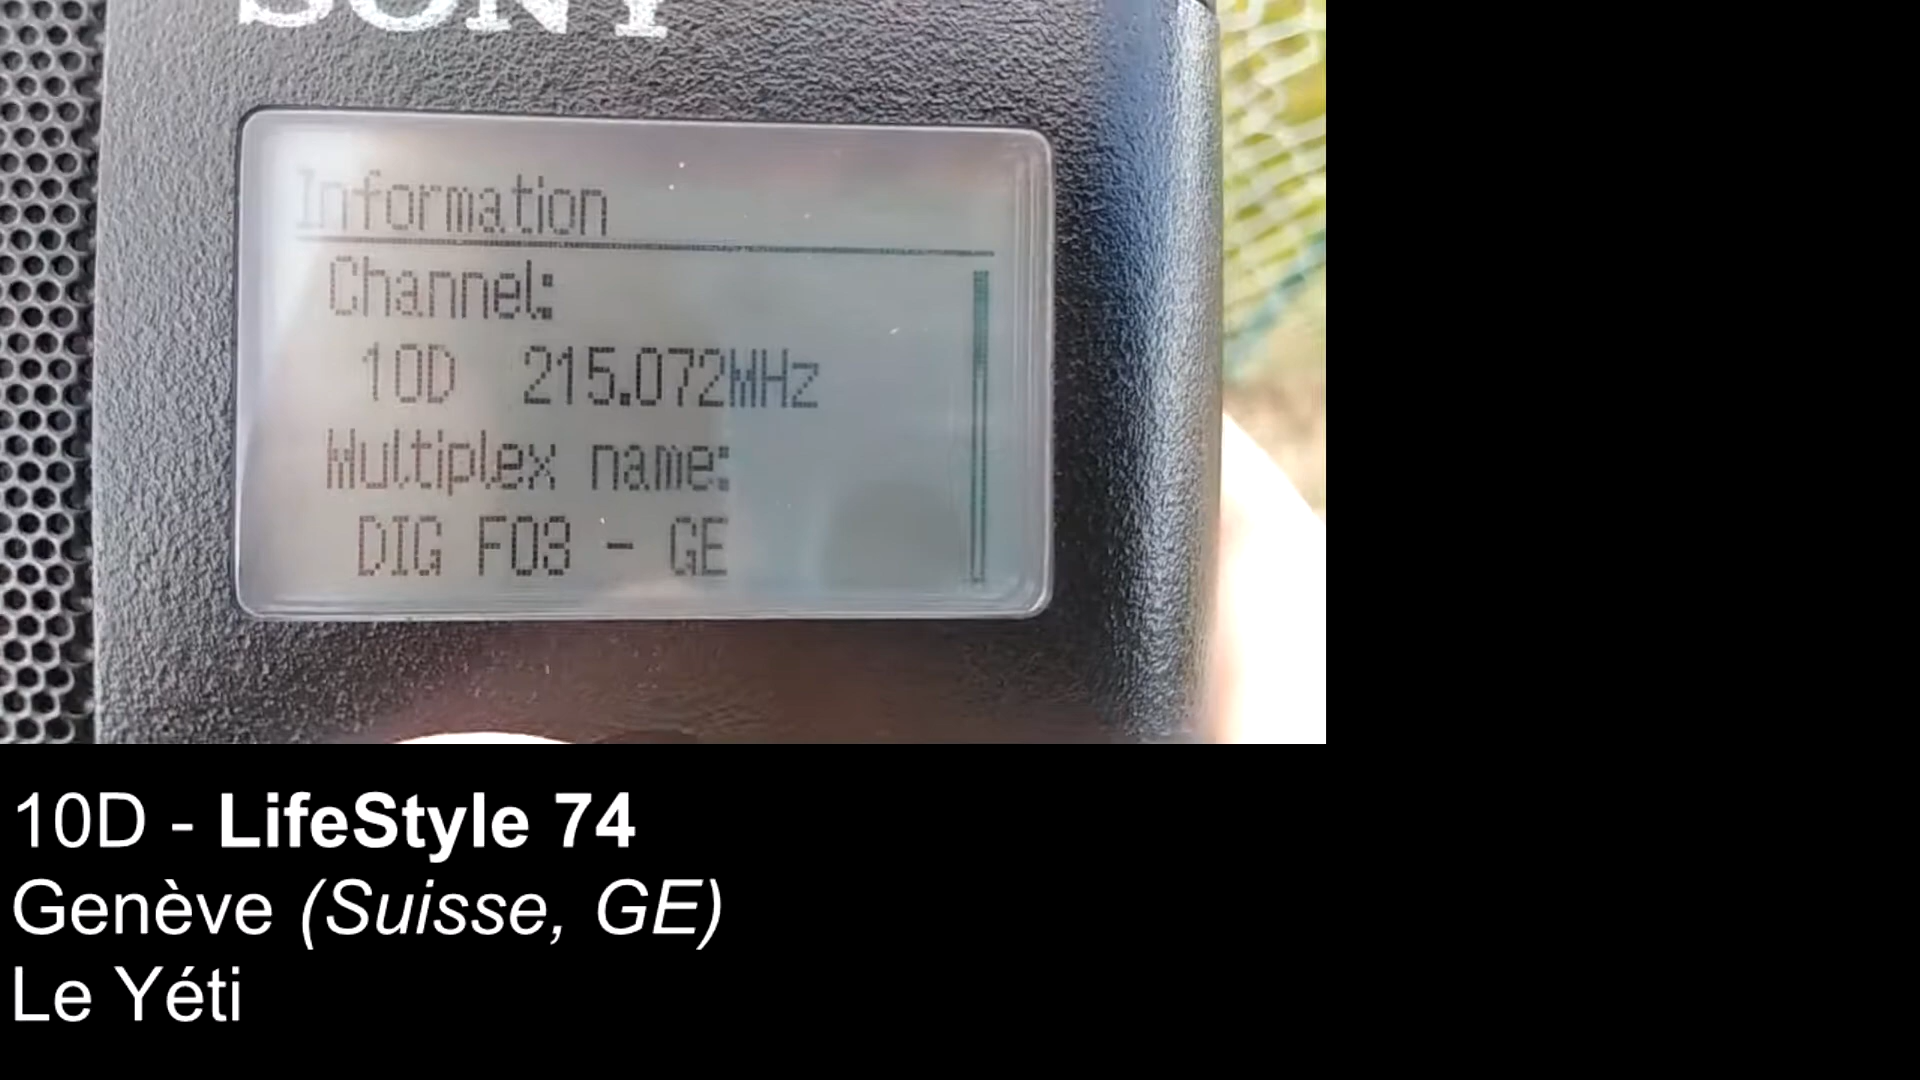 SONY
Information
Channel:
10D 215.072MHz
Multiplex name:
DIG F03 - GE
10D - LifeStyle 74
Genève (Suisse, GE)
Le Yéti